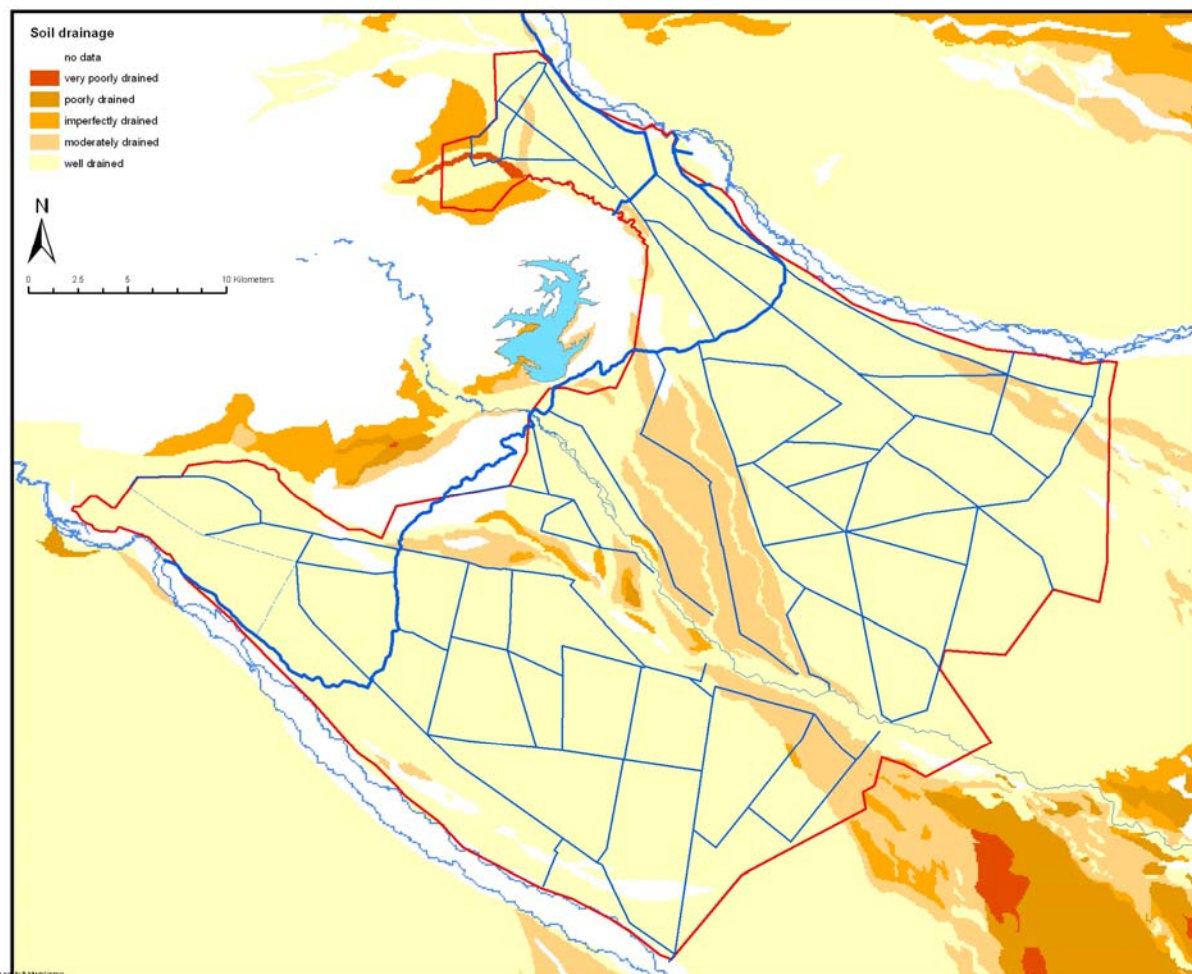 Soil drainage
no data
very poorly drained
poorly drained
imperfectly drained
moderately drained
well drained
N
0 2.5 5 10 Kilometers